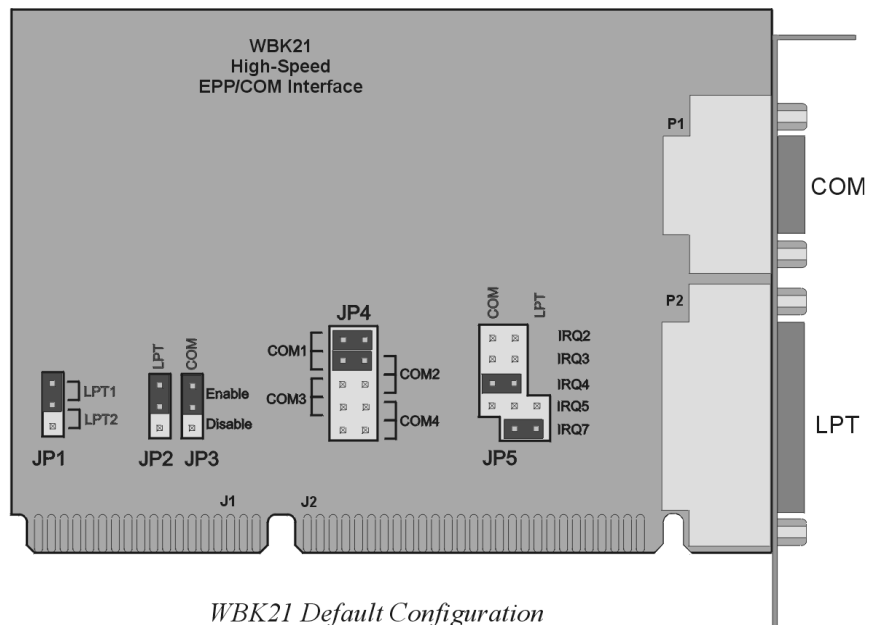 WBK21
High-Speed
EPP/COM Interface
P1
COM
P2
LPT
JP4
COM1
COM2
COM3
COM4
COM
LPT
IRQ2
IRQ3
IRQ4
IRQ5
IRQ7
JP5
LPT1
LPT2
JP1
LPT
COM
Enable
Disable
JP2 JP3
J1
J2
WBK21 Default Configuration